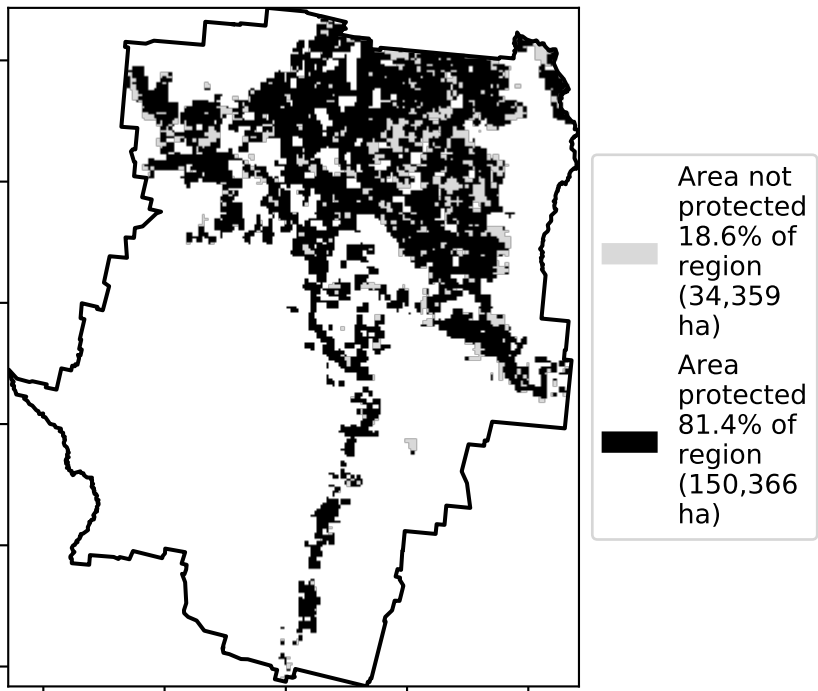 Area not
protected
18.6% of
region
(34,359
ha)
Area
protected
81.4% of
region
(150,366
ha)